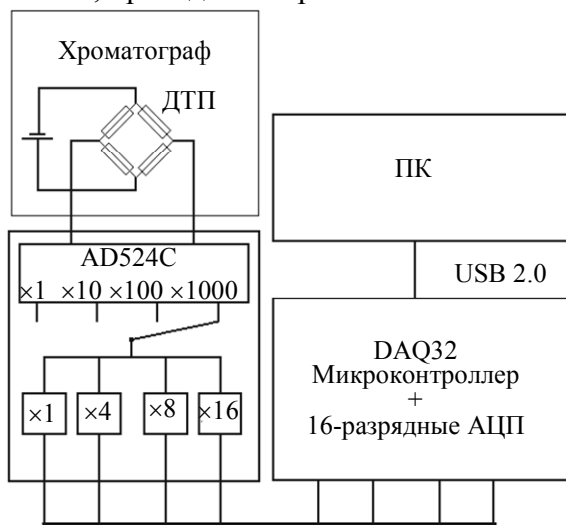 Хроматограф
ДТП
AD524C
×1 ×10 ×100 ×1000
×1 ×4 ×8 ×16
ПК
USB 2.0
DAQ32
Микроконтроллер
+
16-разрядные АЦП